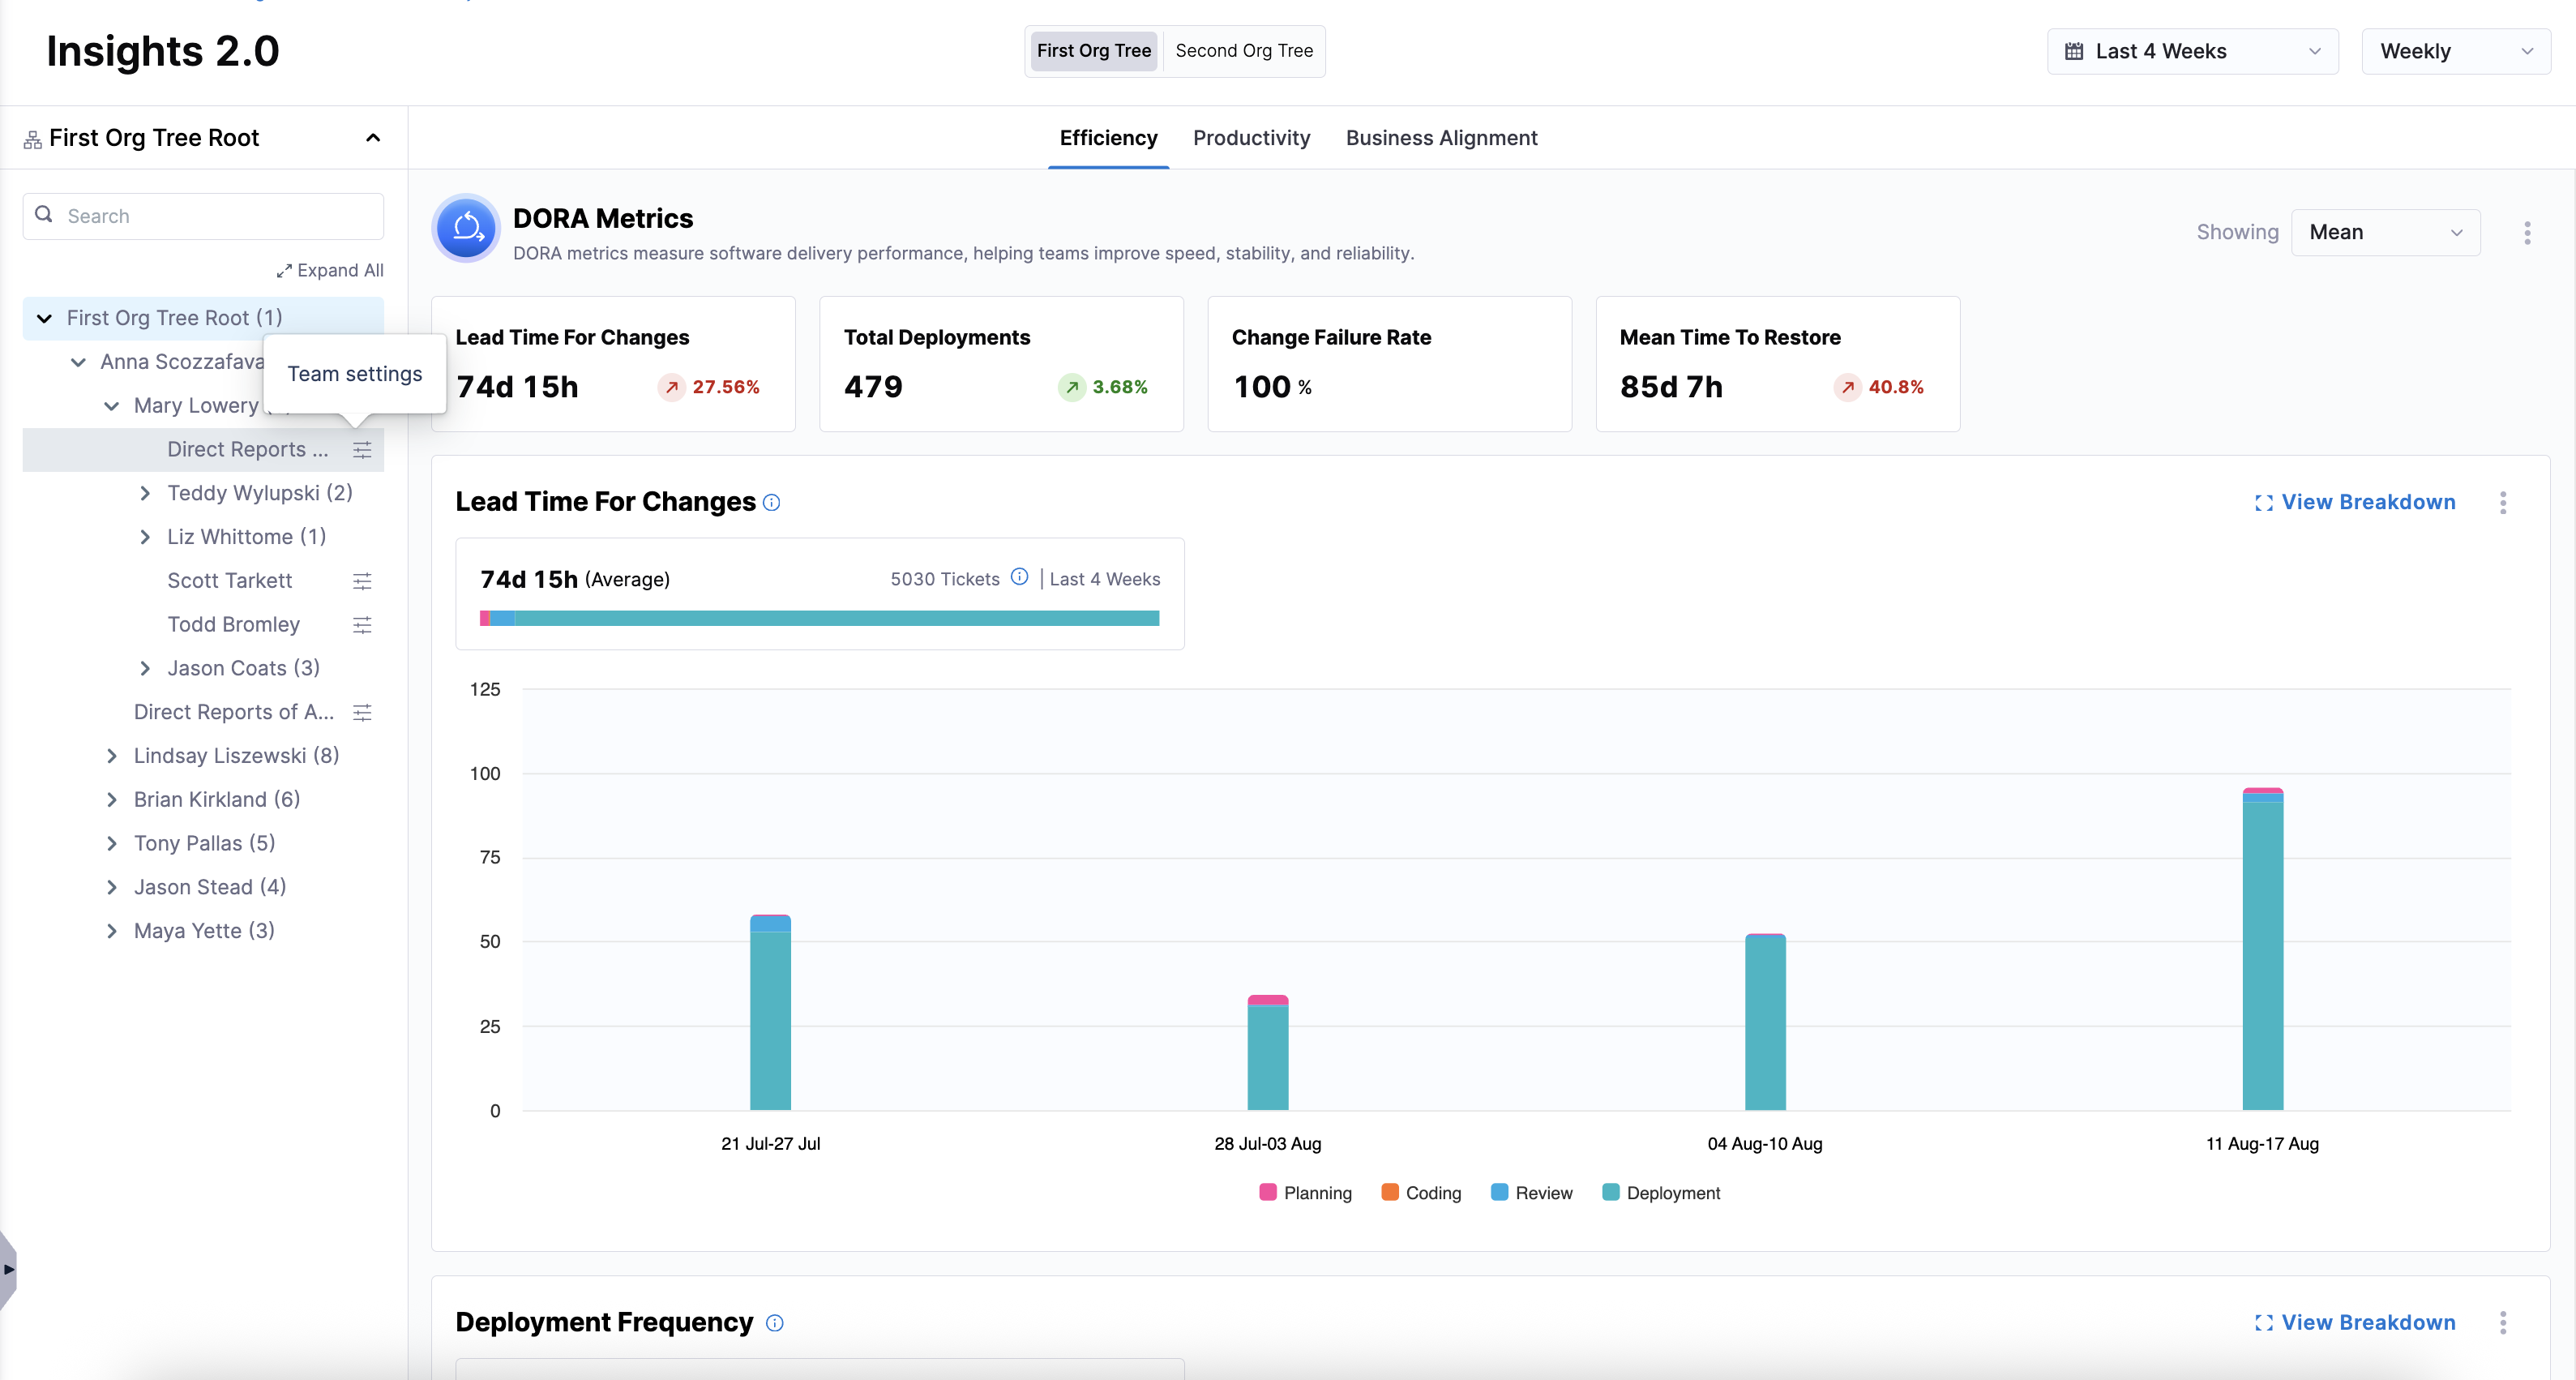 Insights 2.0
First Org Tree
Second Org Tree
Last 4 Weeks
Weekly
First Org Tree Root
Efficiency
Productivity
Business Alignment
Search
Expand All
First Org Tree Root (1)
Anna Scozzafava
Team settings
Mary Lowery
Direct Reports ...
Teddy Wylupski (2)
Liz Whittome (1)
Scott Tarkett
Todd Bromley
Jason Coats (3)
Direct Reports of A...
Lindsay Liszewski (8)
Brian Kirkland (6)
Tony Pallas (5)
Jason Stead (4)
Maya Yette (3)
DORA Metrics
DORA metrics measure software delivery performance, helping teams improve speed, stability, and reliability.
Showing
Mean
Lead Time For Changes
74d 15h
27.56%
Total Deployments
479
3.68%
Change Failure Rate
100 %
Mean Time To Restore
85d 7h
40.8%
Lead Time For Changes
View Breakdown
74d 15h (Average)
5030 Tickets | Last 4 Weeks
125
100
75
50
25
0
21 Jul-27 Jul
28 Jul-03 Aug
04 Aug-10 Aug
11 Aug-17 Aug
Planning
Coding
Review
Deployment
Deployment Frequency
View Breakdown